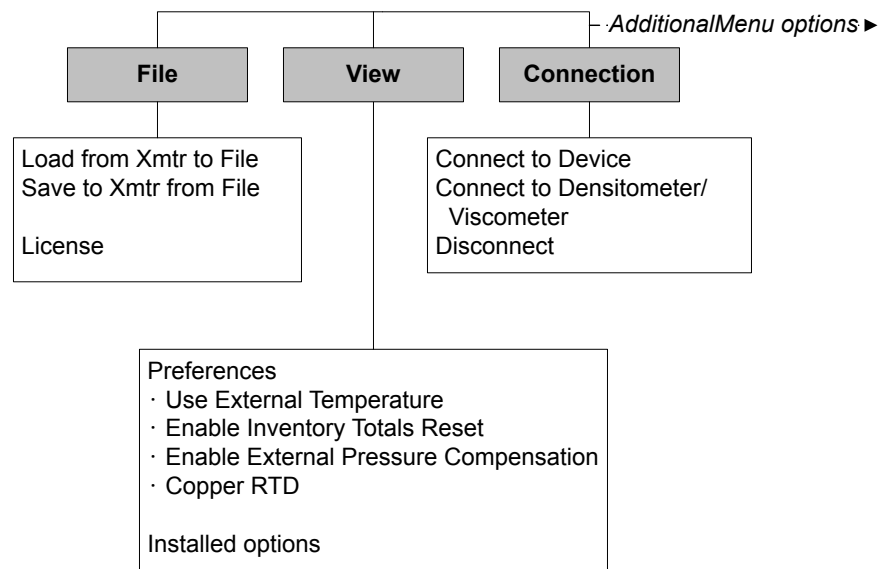 AdditionalMenu options
File
View
Connection
Load from Xmtr to File
Save to Xmtr from File
License
Connect to Device
Connect to Densitometer/
Viscometer
Disconnect
Preferences
· Use External Temperature
· Enable Inventory Totals Reset
· Enable External Pressure Compensation
· Copper RTD
Installed options